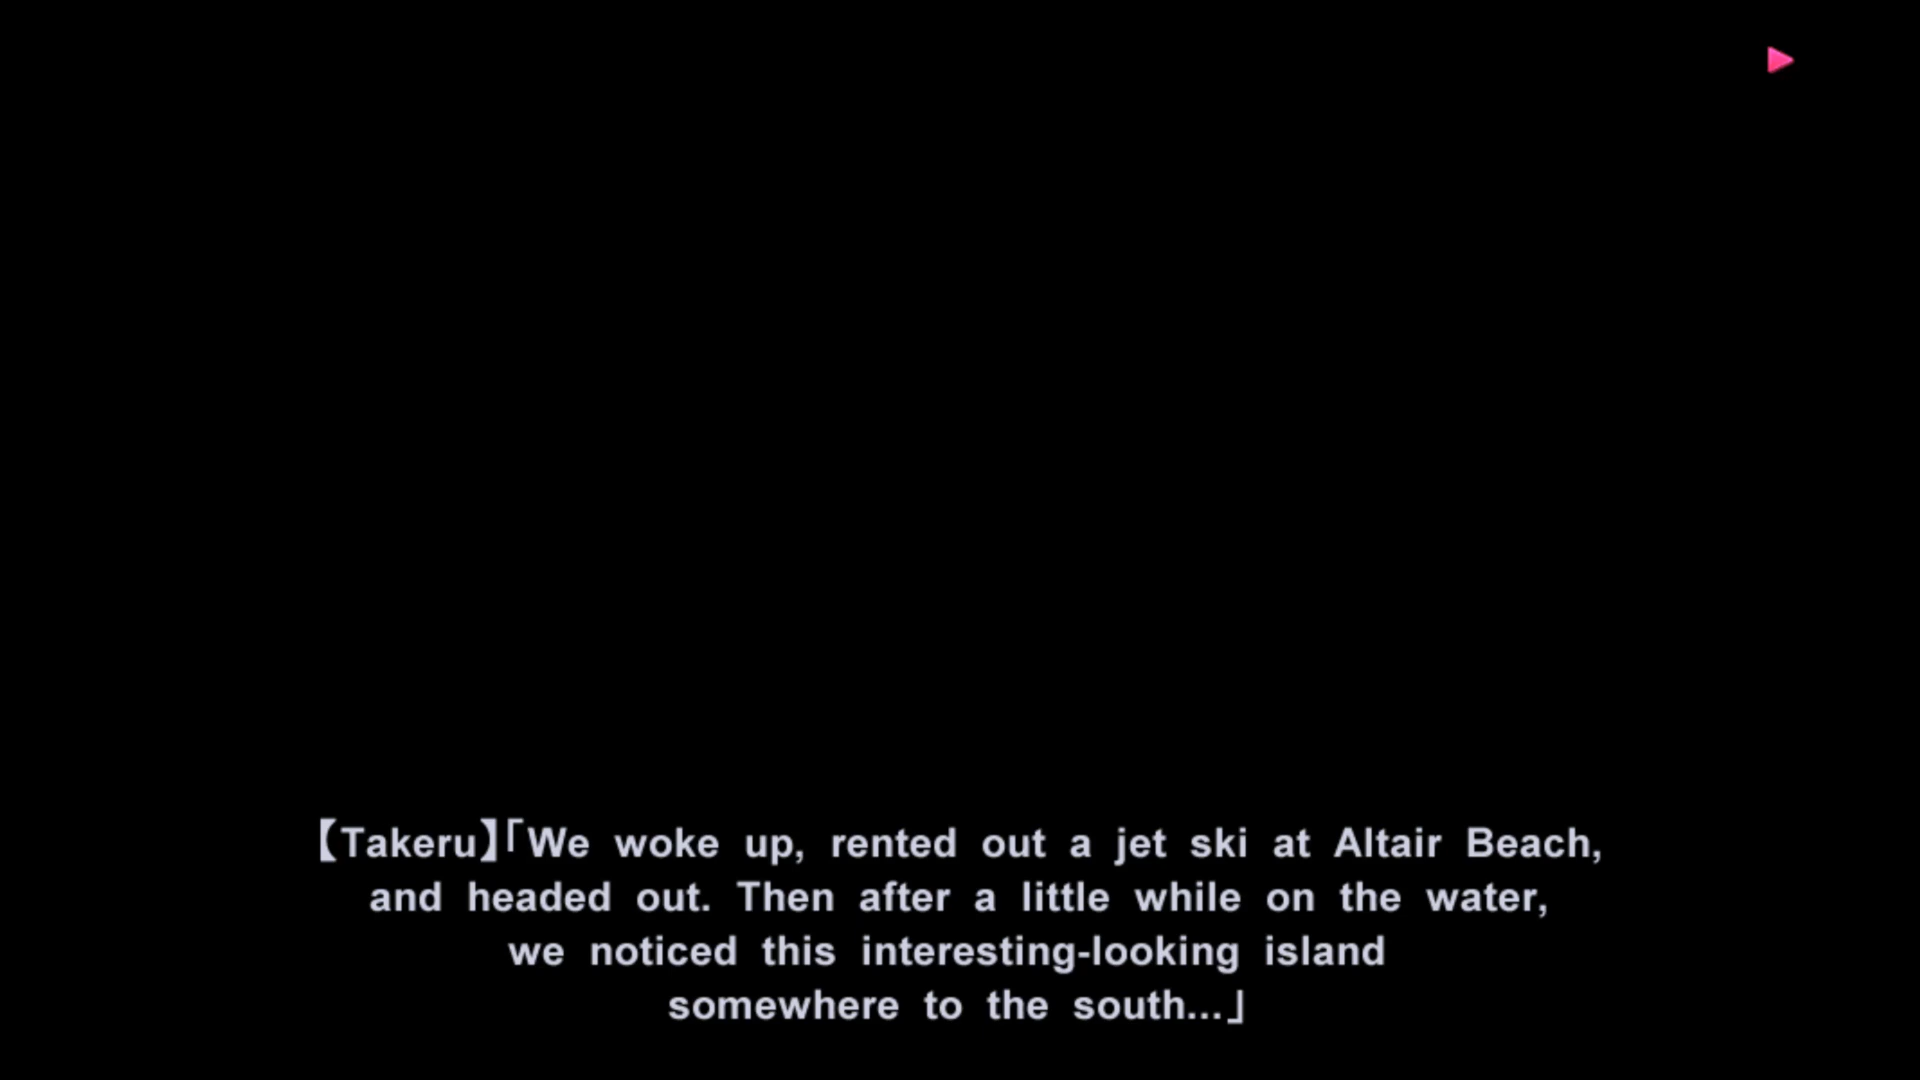 【Takeru】「We woke up, rented out a jet ski at Altair Beach,
and headed out. Then after a little while on the water,
we noticed this interesting-looking island
somewhere to the south...」